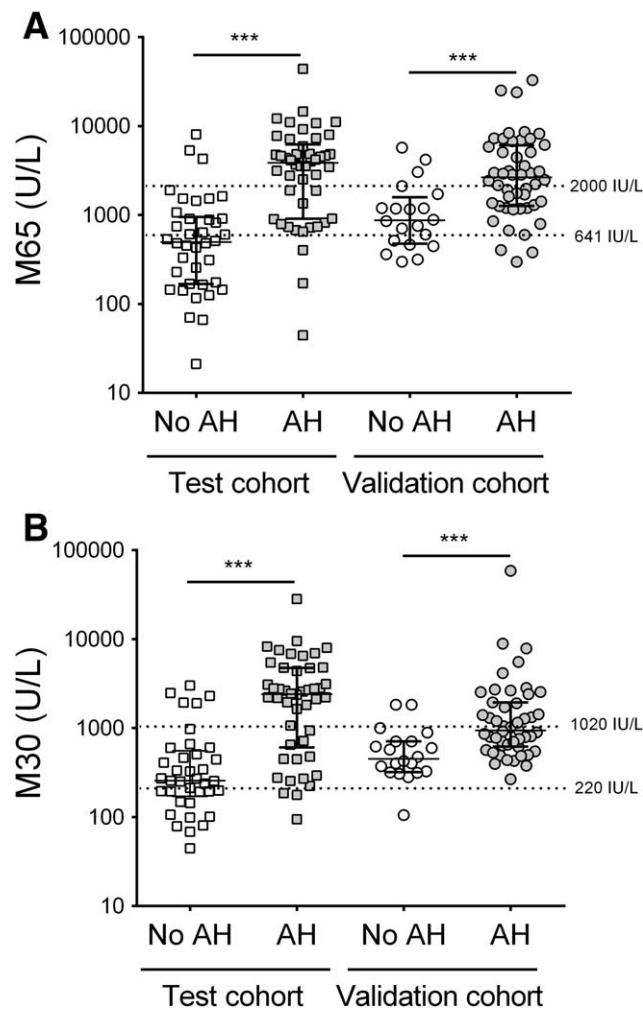 A
M65 (U/L)
100000
10000
1000
100
10
***
***
2000 IU/L
641 IU/L
No AH AH No AH AH
Test cohort Validation cohort
B
M30 (U/L)
100000
10000
1000
100
10
***
***
1020 IU/L
220 IU/L
No AH AH No AH AH
Test cohort Validation cohort